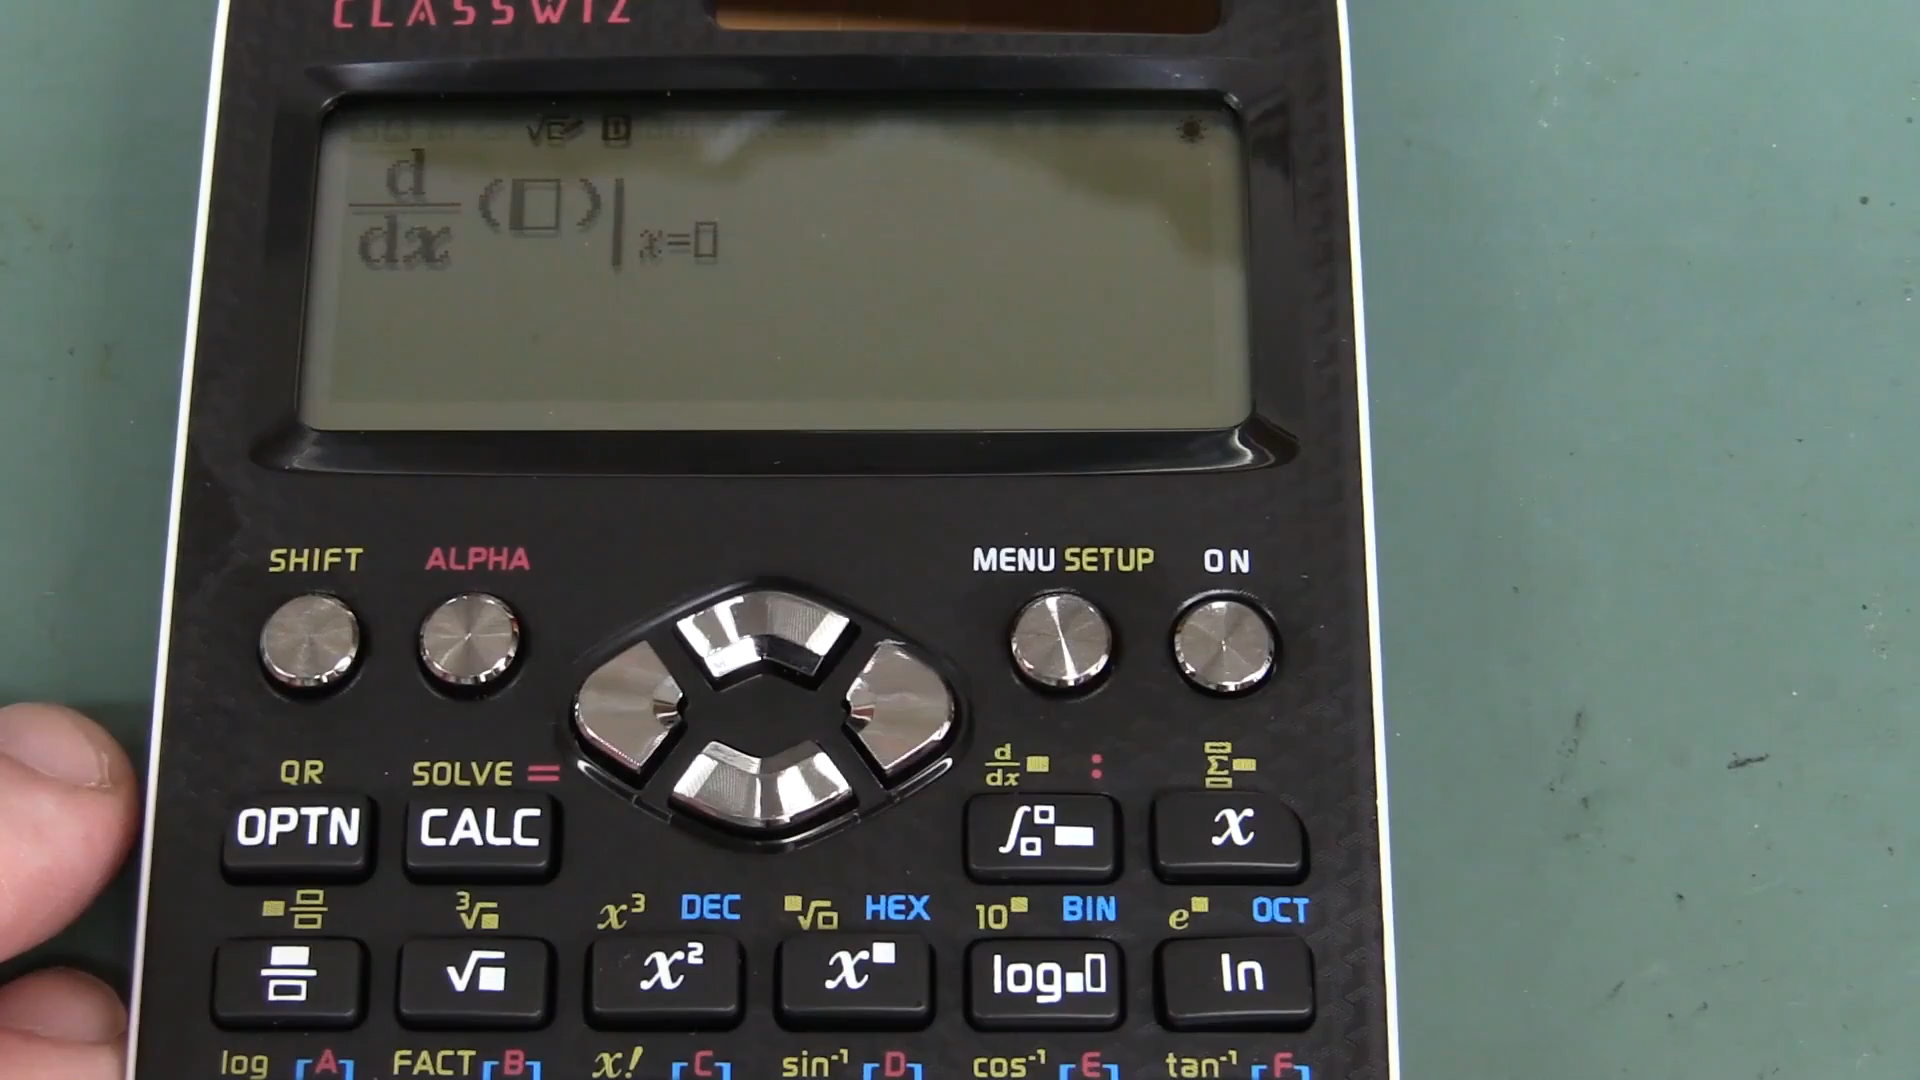 CLASSWIZ
√▯ D ☀
d/dx (▯)|x=▯
SHIFT ALPHA MENU SETUP ON
QR SOLVE = d/dx■ : Σ■
OPTN CALC ∫■ x
■▯/▯ ³√■ x³ DEC ■√▯ HEX 10■ BIN e■ OCT
■/▯ √■ x² x■ log■▯ ln
log A FACT B x! C sin⁻¹ D cos⁻¹ E tan⁻¹ F